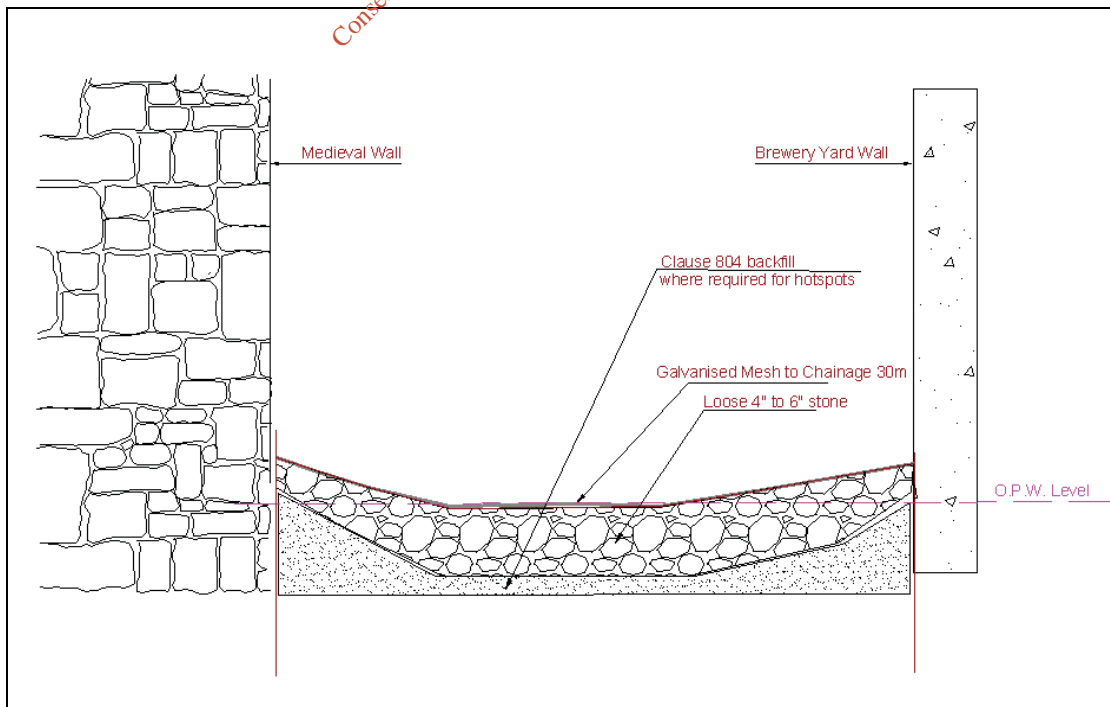 Conse
Medieval Wall
Brewery Yard Wall
Clause 804 backfill
where required for hotspots
Galvanised Mesh to Chainage 30m
Loose 4" to 6" stone
O.P.W. Level